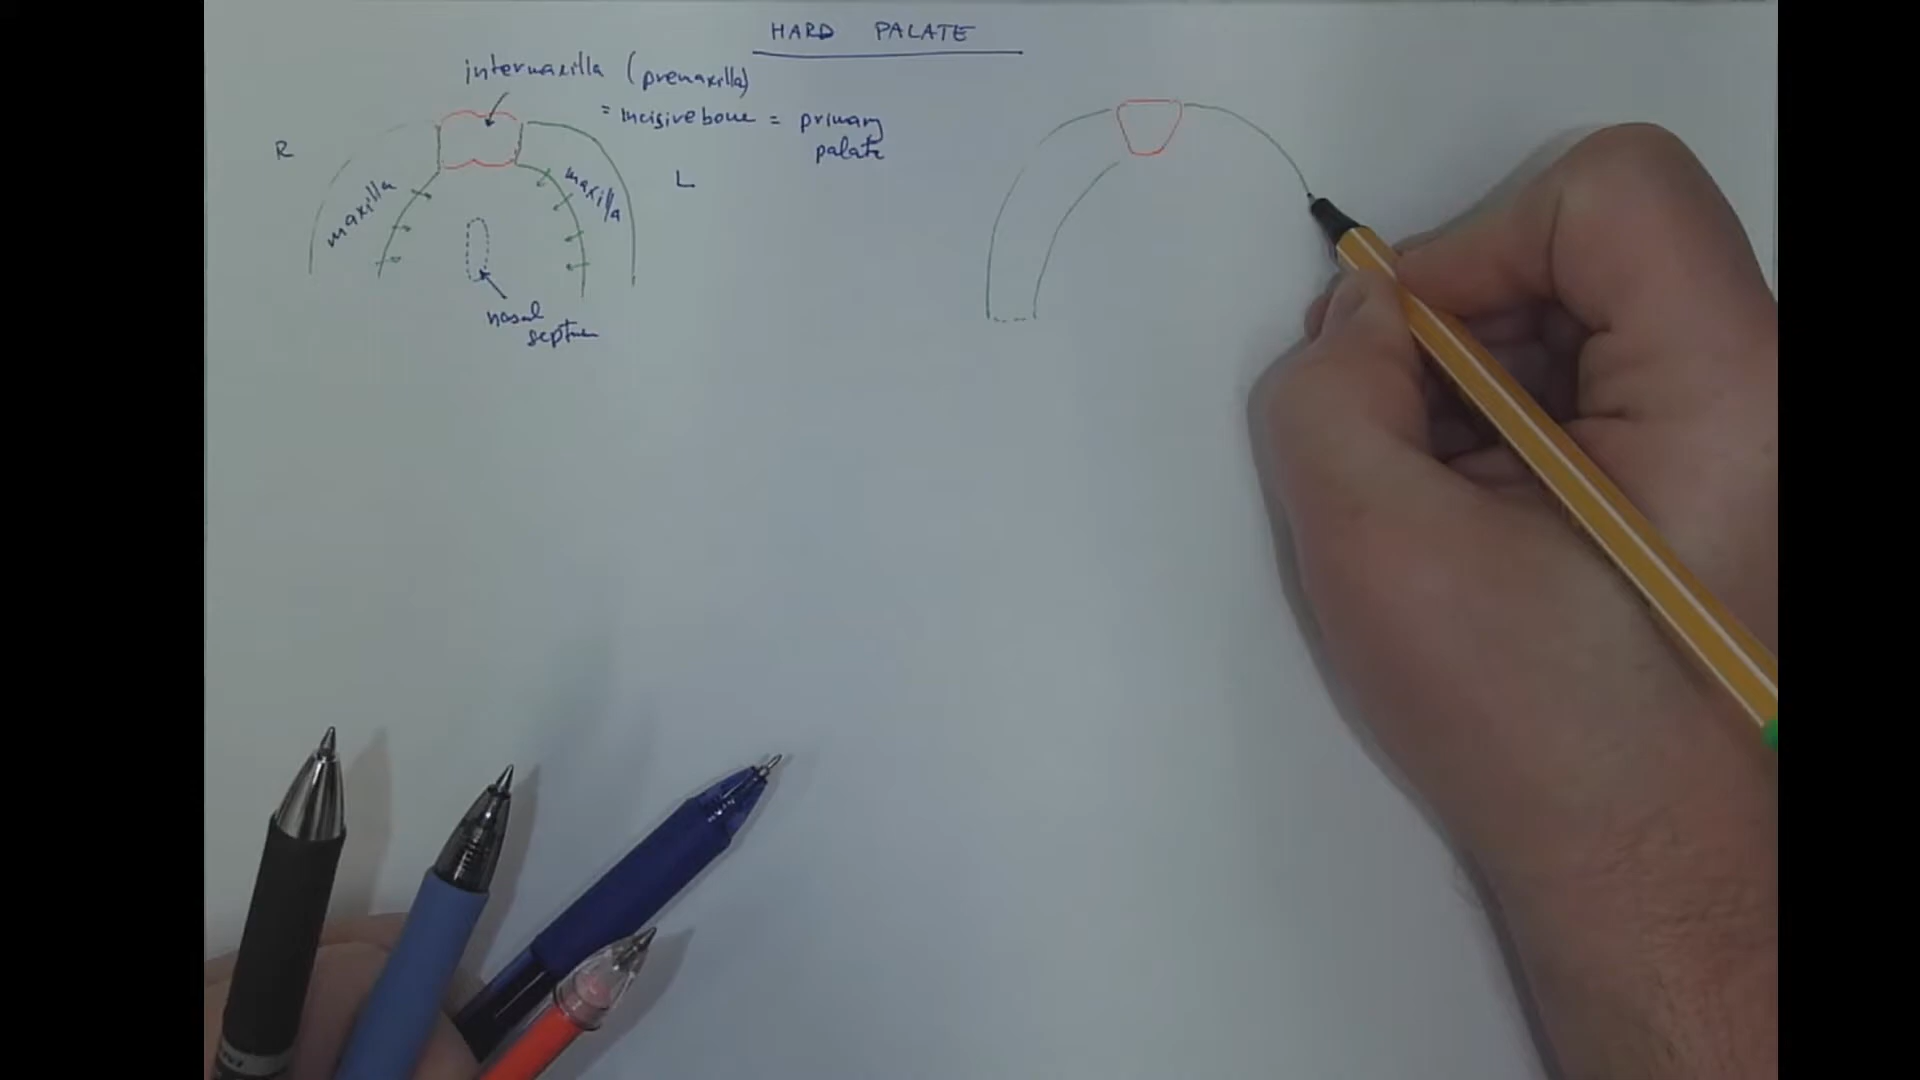 HARD PALATE
intermaxilla (premaxilla)
= incisive bone = primary
palate
R
L
maxilla
maxilla
nasal
septum